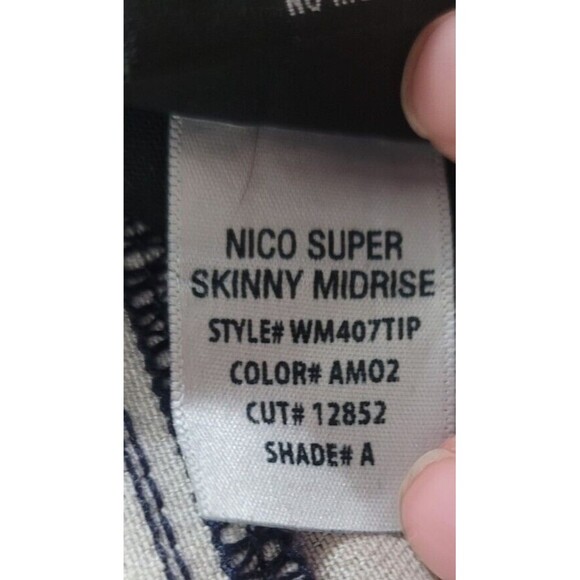 NICO SUPER
SKINNY MIDRISE
STYLE# WM407TIP
COLOR# AM02
CUT# 12852
SHADE# A